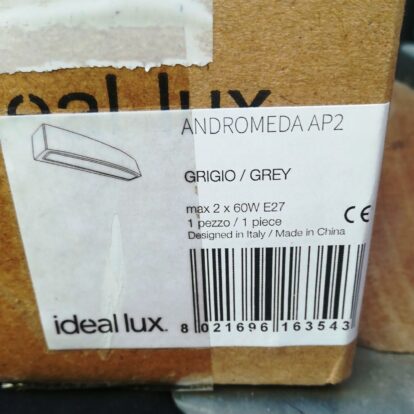 ideal lux
ANDROMEDA AP2
GRIGIO / GREY
max 2 x 60W E27
1 pezzo / 1 piece
Designed in Italy / Made in China
CE
ideal lux.
8 021696 163543